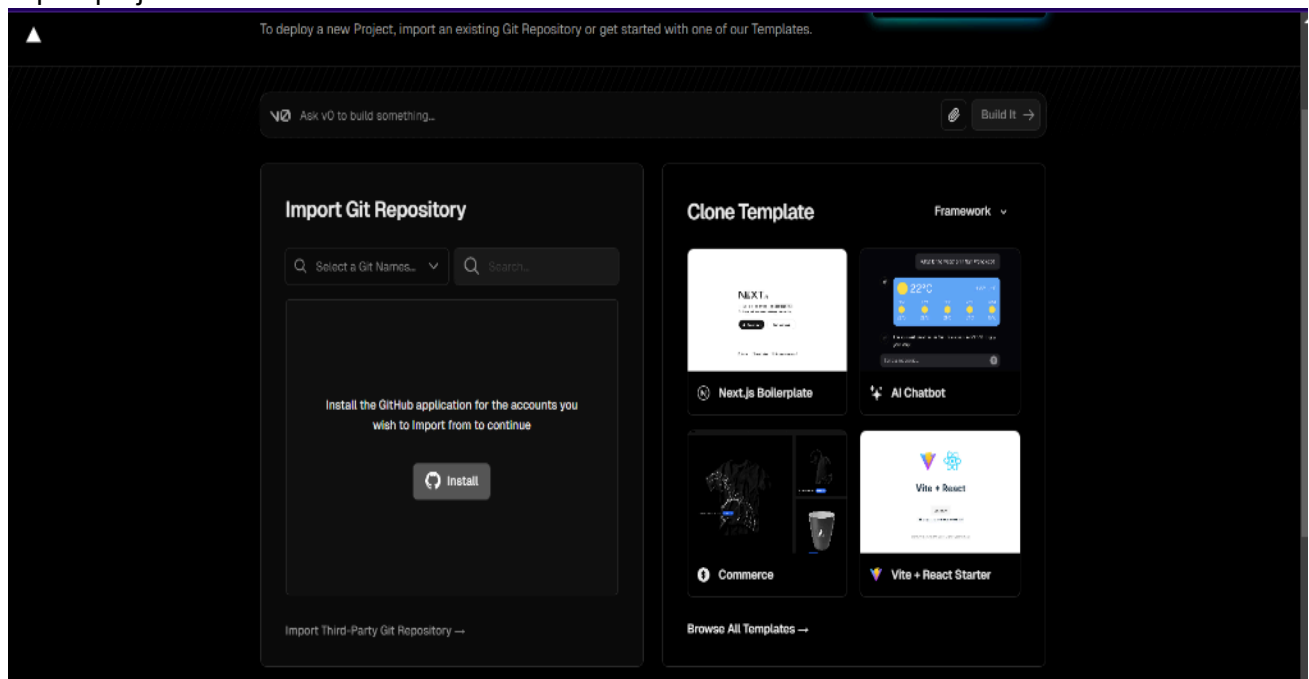 To deploy a new Project, import an existing Git Repository or get started with one of our Templates.
v0 Ask v0 to build something...
Build It →
Import Git Repository
Select a Git Names...
Search...
Install the GitHub application for the accounts you
wish to Import from to continue
Install
Import Third-Party Git Repository →
Clone Template
Framework
NEXT
22°C
Next.js Boilerplate
AI Chatbot
Vite + React
Commerce
Vite + React Starter
Browse All Templates →